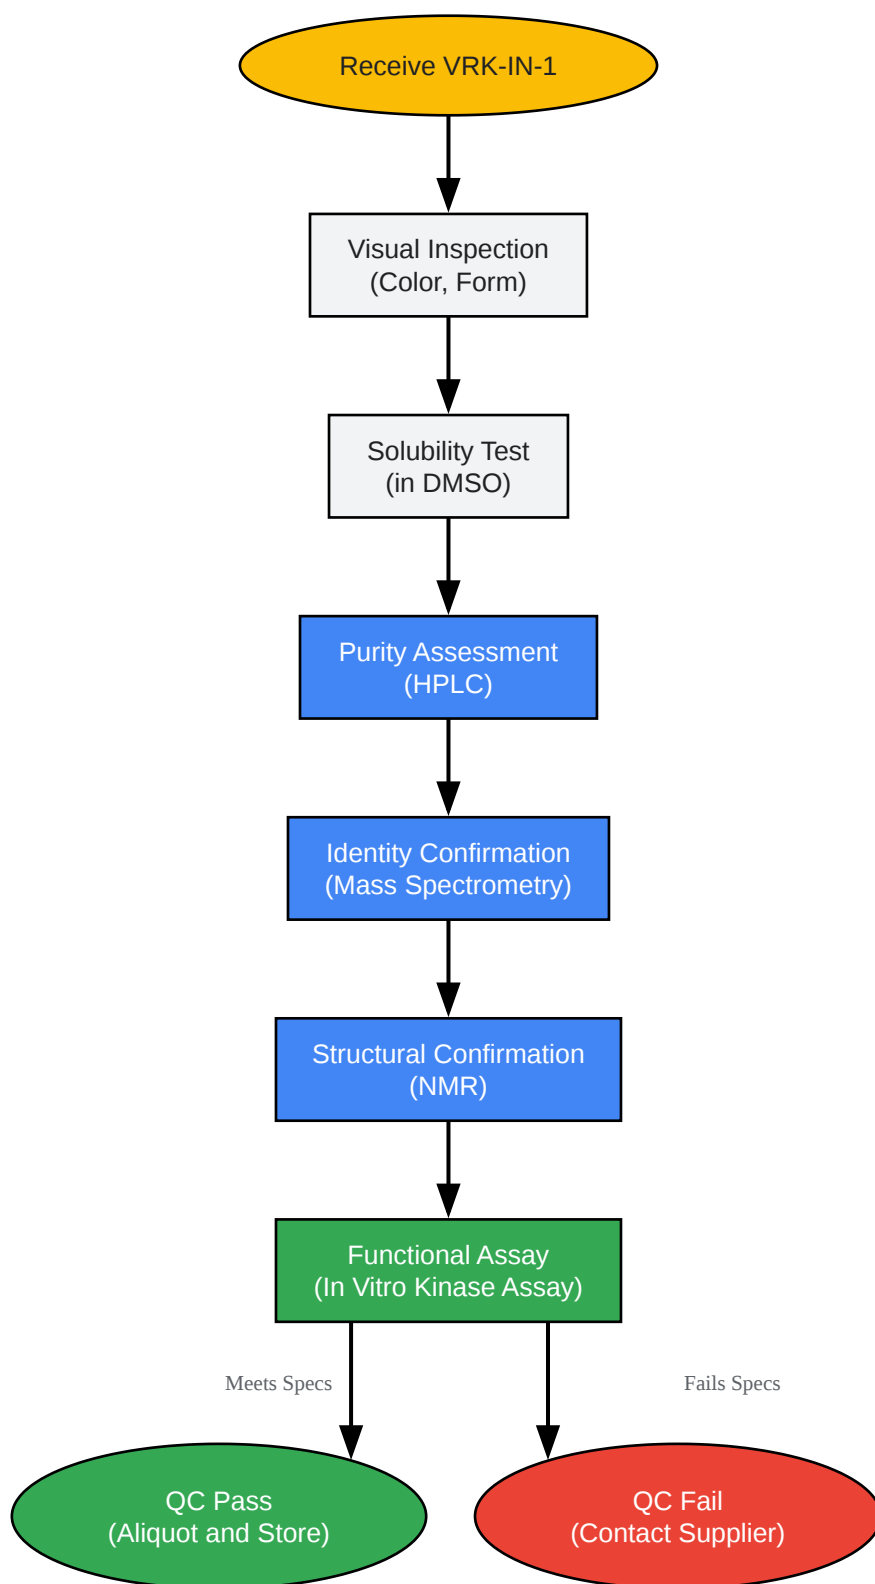 Receive VRK-IN-1
Visual Inspection
(Color, Form)
Solubility Test
(in DMSO)
Purity Assessment
(HPLC)
Identity Confirmation
(Mass Spectrometry)
Structural Confirmation
(NMR)
Functional Assay
(In Vitro Kinase Assay)
Meets Specs
Fails Specs
QC Pass
(Aliquot and Store)
QC Fail
(Contact Supplier)